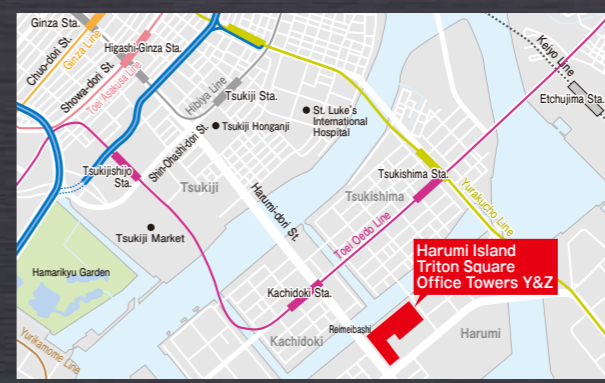 Ginza Sta.
Chuo-dori St.
Ginza Line
Higashi-Ginza Sta.
Showa-dori St.
Toei Asakusa Line
Hibiya Line
Tsukiji Sta.
Tsukiji Honganji
St. Luke's
International
Hospital
Keiyo Line
Etchujima Sta.
Shin-Ohashi-dori St.
Tsukijishijo
Sta.
Tsukiji
Harumi-dori St.
Tsukishima Sta.
Tsukishima
Yurakucho Line
Tsukiji Market
Toei Oedo Line
Hamarikyu Garden
Kachidoki Sta.
Harumi Island
Triton Square
Office Towers Y&Z
Reimeibashi
Kachidoki
Harumi
Yurikamome Line